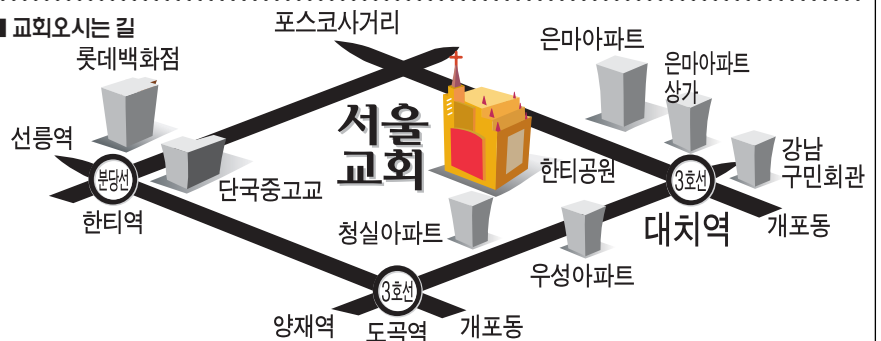 교회오시는 길
포스코사거리
롯데백화점
은마아파트
은마아파트
상가
선릉역
서울
교회
강남
구민회관
분당선
단국중고교
한티공원
3호선
한티역
청실아파트
대치역
개포동
우성아파트
3호선
양재역
도곡역
개포동